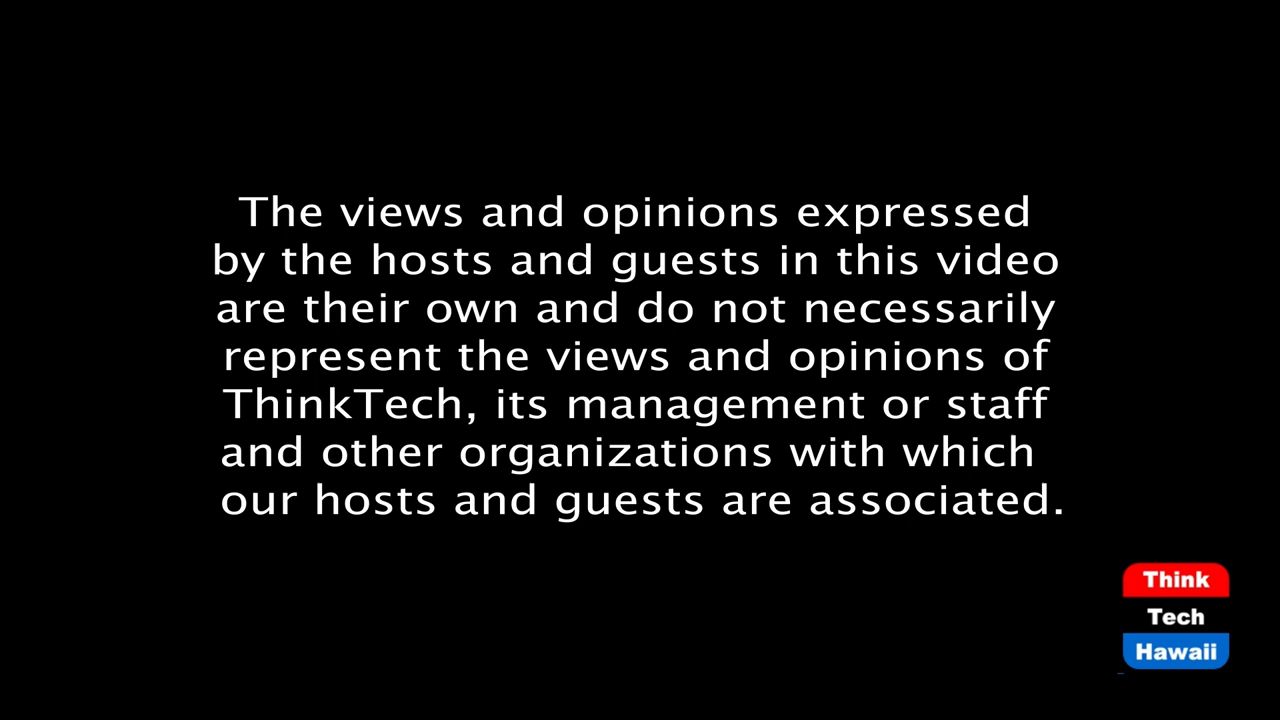 The views and opinions expressed
by the hosts and guests in this video
are their own and do not necessarily
represent the views and opinions of
ThinkTech, its management or staff
and other organizations with which
our hosts and guests are associated.
Think
Tech
Hawaii